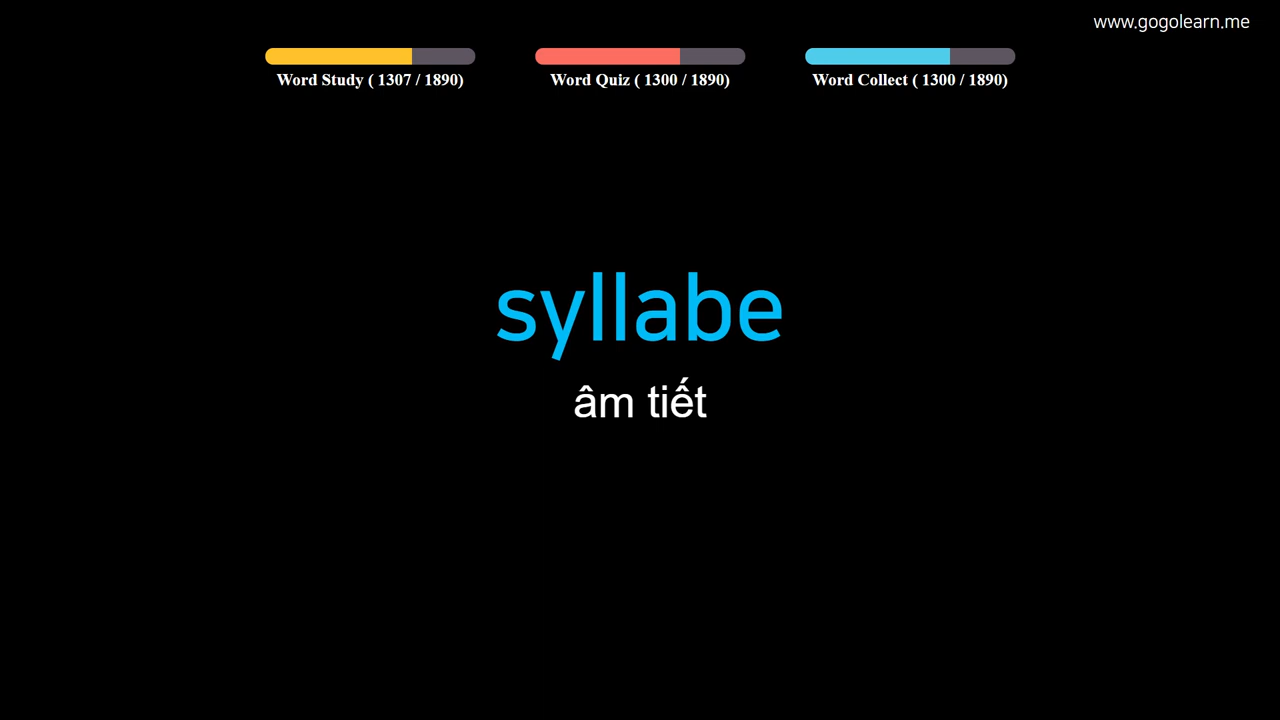 www.gogolearn.me
Word Study ( 1307 / 1890)
Word Quiz ( 1300 / 1890)
Word Collect ( 1300 / 1890)
syllabe
âm tiết